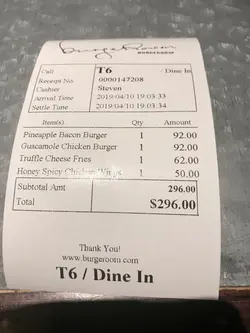 Burgeroom
BURGEROOM
Call T6 / Dine In
Receipt No. 0000147208
Cashier Steven
Arrival Time 2019/04/10 19:03:33
Settle Time 2019/04/10 19:03:34
Item(s) Qty Amount
Pineapple Bacon Burger 1 92.00
Guacamole Chicken Burger 1 92.00
Truffle Cheese Fries 1 62.00
Honey Spicy Chicken Wings 1 50.00
Subtotal Amt 296.00
Total $296.00
Thank You!
www.burgeroom.com
T6 / Dine In